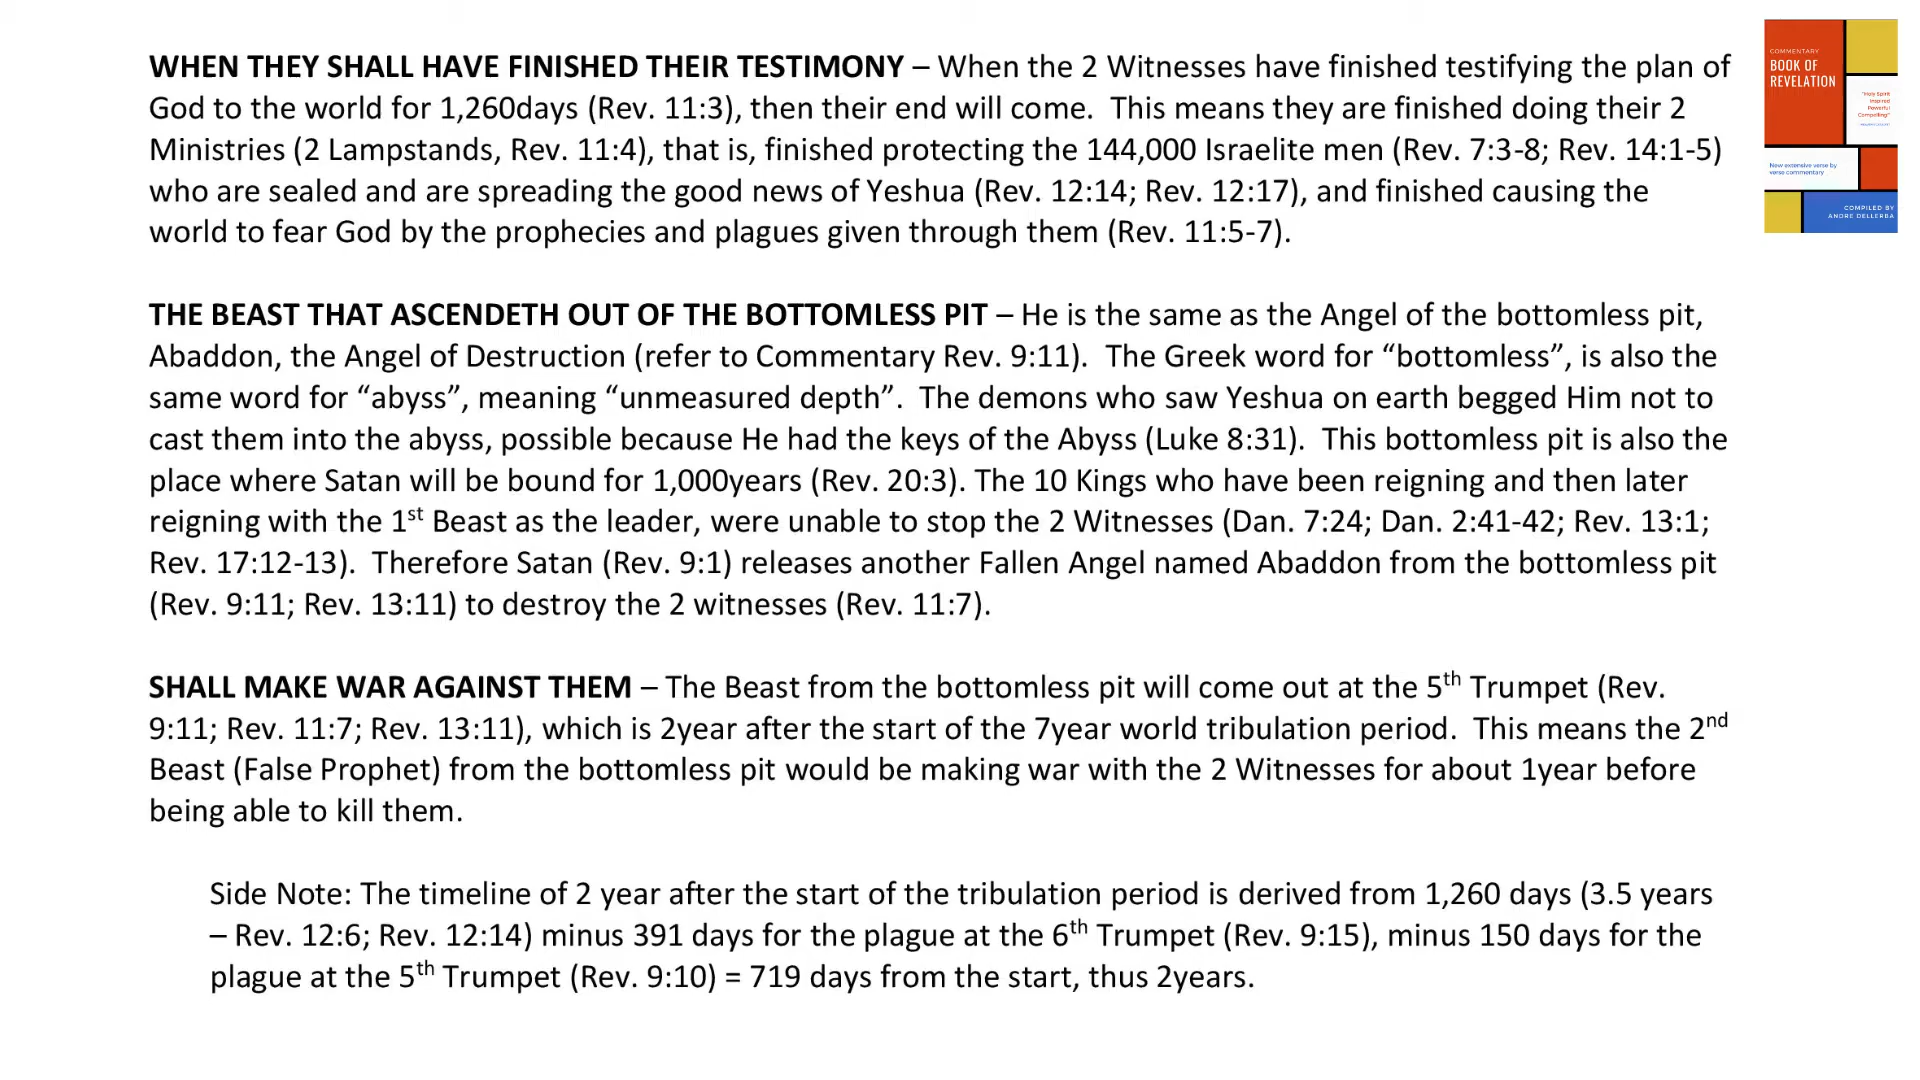 WHEN THEY SHALL HAVE FINISHED THEIR TESTIMONY – When the 2 Witnesses have finished testifying the plan of
God to the world for 1,260days (Rev. 11:3), then their end will come.  This means they are finished doing their 2
Ministries (2 Lampstands, Rev. 11:4), that is, finished protecting the 144,000 Israelite men (Rev. 7:3-8; Rev. 14:1-5)
who are sealed and are spreading the good news of Yeshua (Rev. 12:14; Rev. 12:17), and finished causing the
world to fear God by the prophecies and plagues given through them (Rev. 11:5-7).
THE BEAST THAT ASCENDETH OUT OF THE BOTTOMLESS PIT – He is the same as the Angel of the bottomless pit,
Abaddon, the Angel of Destruction (refer to Commentary Rev. 9:11).  The Greek word for “bottomless”, is also the
same word for “abyss”, meaning “unmeasured depth”.  The demons who saw Yeshua on earth begged Him not to
cast them into the abyss, possible because He had the keys of the Abyss (Luke 8:31).  This bottomless pit is also the
place where Satan will be bound for 1,000years (Rev. 20:3). The 10 Kings who have been reigning and then later
reigning with the 1st Beast as the leader, were unable to stop the 2 Witnesses (Dan. 7:24; Dan. 2:41-42; Rev. 13:1;
Rev. 17:12-13).  Therefore Satan (Rev. 9:1) releases another Fallen Angel named Abaddon from the bottomless pit
(Rev. 9:11; Rev. 13:11) to destroy the 2 witnesses (Rev. 11:7).
SHALL MAKE WAR AGAINST THEM – The Beast from the bottomless pit will come out at the 5th Trumpet (Rev.
9:11; Rev. 11:7; Rev. 13:11), which is 2year after the start of the 7year world tribulation period.  This means the 2nd
Beast (False Prophet) from the bottomless pit would be making war with the 2 Witnesses for about 1year before
being able to kill them.
Side Note: The timeline of 2 year after the start of the tribulation period is derived from 1,260 days (3.5 years
– Rev. 12:6; Rev. 12:14) minus 391 days for the plague at the 6th Trumpet (Rev. 9:15), minus 150 days for the
plague at the 5th Trumpet (Rev. 9:10) = 719 days from the start, thus 2years.
COMMENTARY
BOOK OF
REVELATION
"Holy Spirit
Inspired
Powerful
Compelling"
New extensive verse by
verse commentary
COMPILED BY
ANDRE DELLERBA